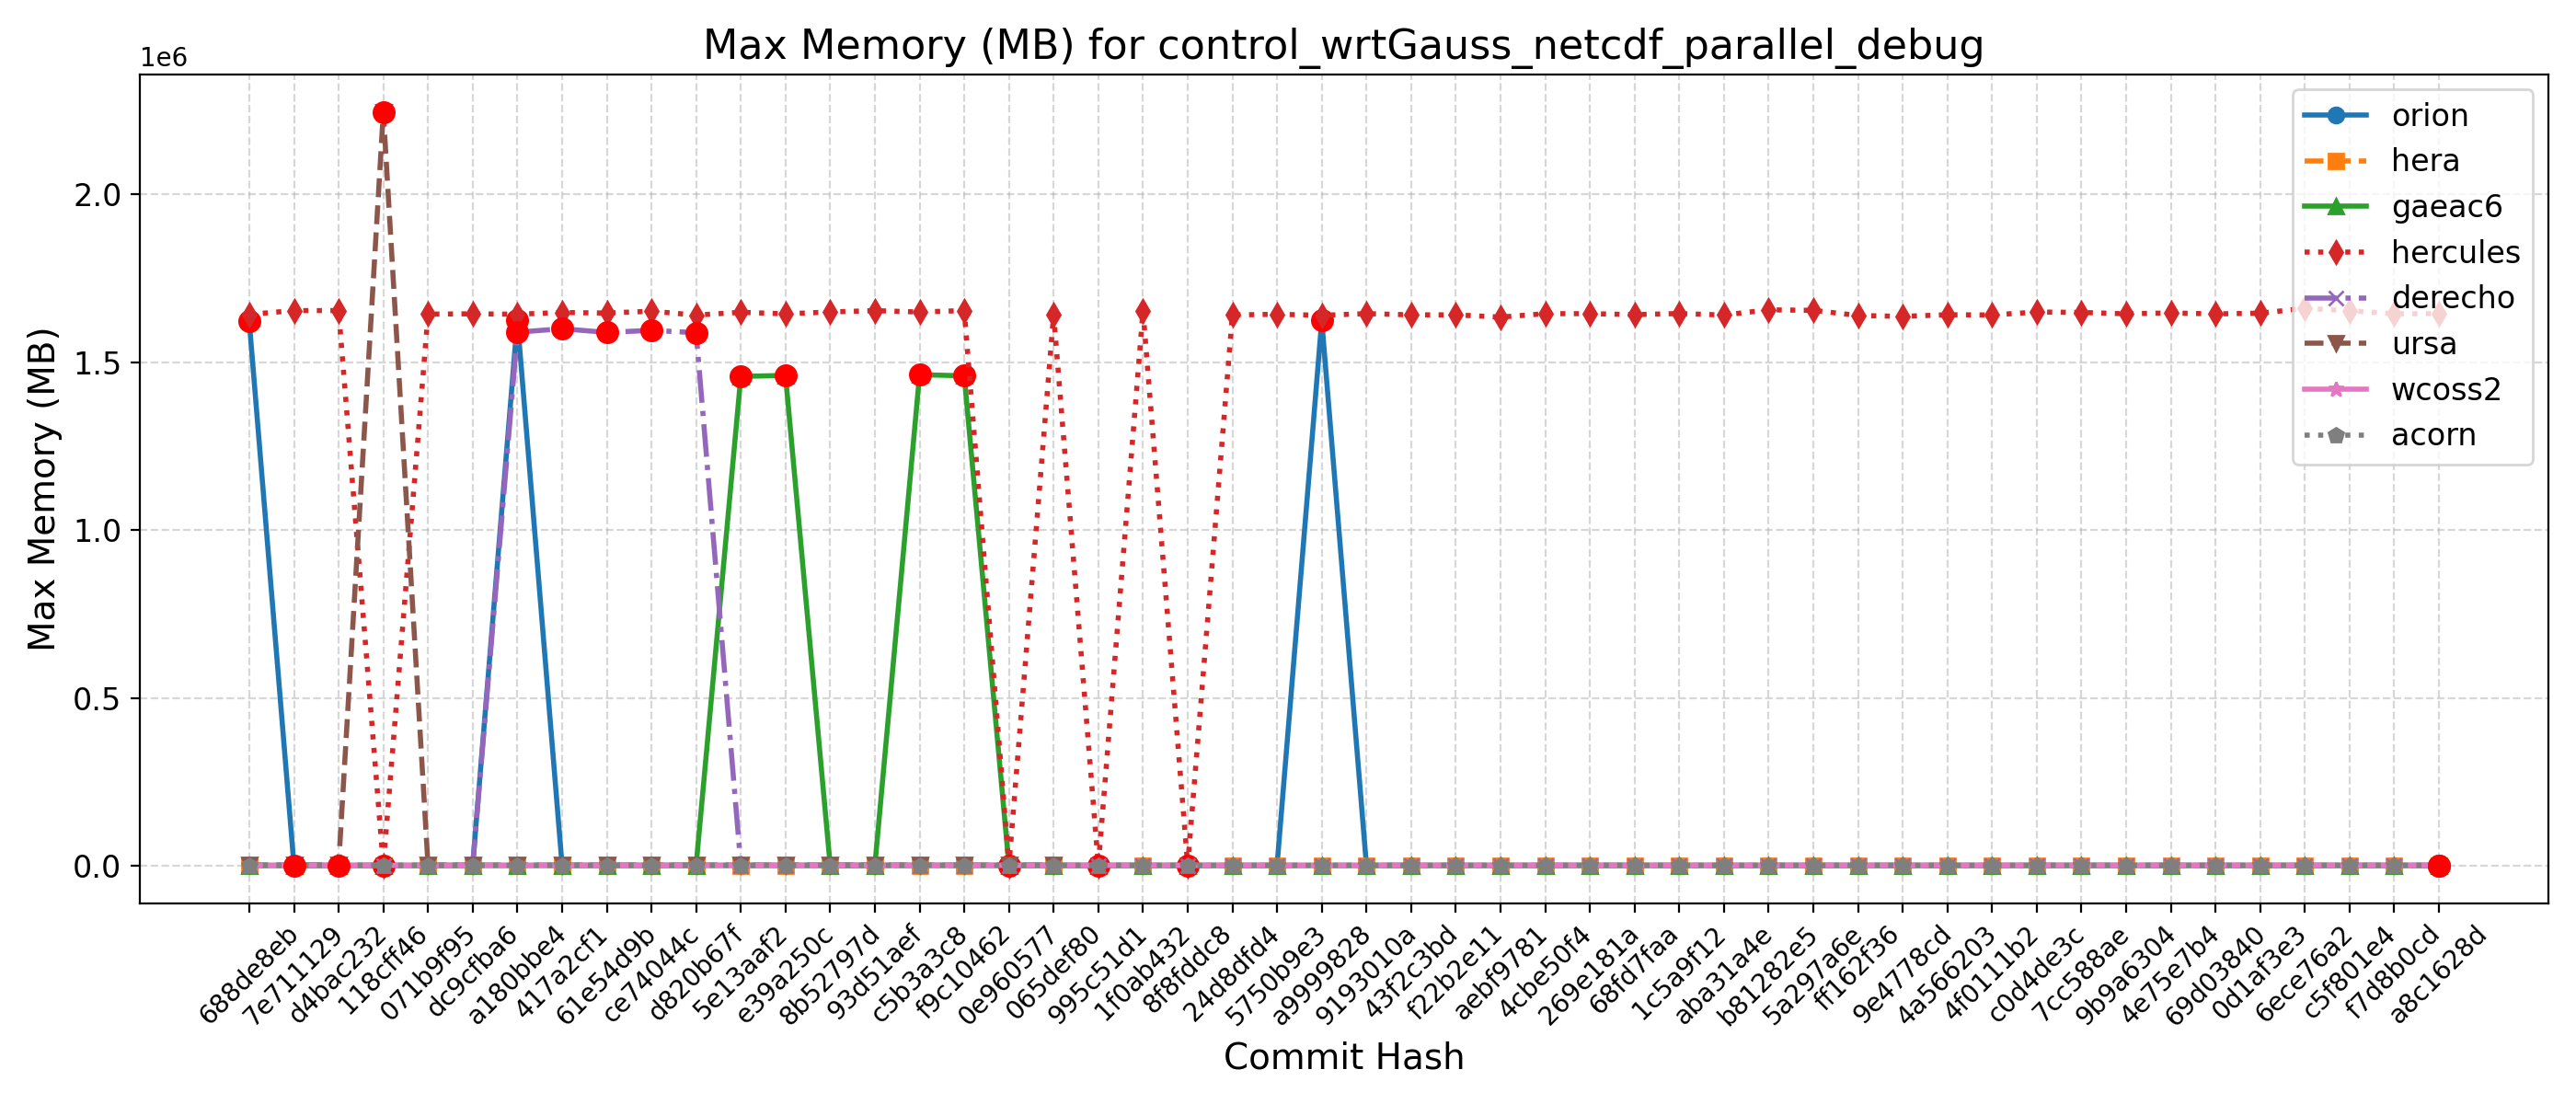 Max Memory (MB) for control_wrtGauss_netcdf_parallel_debug
1e6
Max Memory (MB)
2.0
1.5
1.0
0.5
0.0
orion
hera
gaeac6
hercules
derecho
ursa
wcoss2
acorn
688de8eb
7e711129
d4bac232
118cff46
071b9f95
dc9cfba6
a180bbe4
417a2cf1
61e54d9b
ce74044c
d820b67f
5e13aaf2
e39a250c
8b52797d
93d51aef
c5b3a3c8
f9c10462
0e960577
065def80
995c51d1
1f0ab432
8f8fddc8
24d8dfd4
5750b9e3
a9999828
9193010a
43f2c3bd
f22b2e11
aebf9781
4cbe50f4
269e181a
68fd7faa
1c5a9f12
aba31a4e
b81282e5
5a297a6e
ff162f36
9e4778cd
4a566203
4f0111b2
c0d4de3c
7cc588ae
9b9a6304
4e75e7b4
69d03840
0d1af3e3
6ece76a2
c5f801e4
f7d8b0cd
a8c1628d
Commit Hash